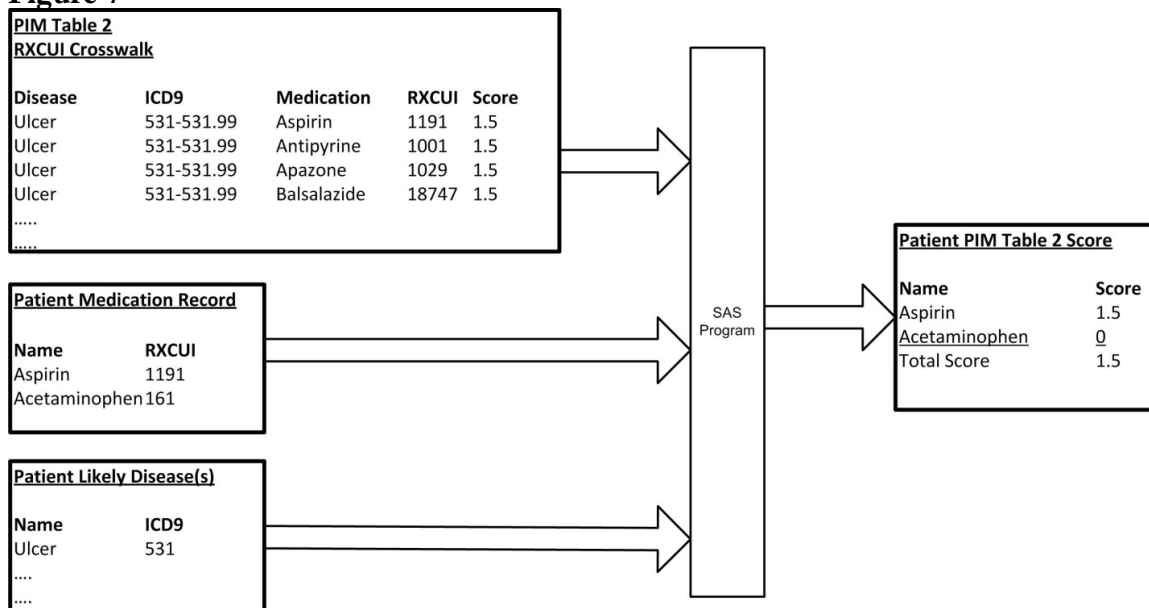 PIM Table 2
RXCUI Crosswalk
Disease ICD9 Medication RXCUI Score
Ulcer 531-531.99 Aspirin 1191 1.5
Ulcer 531-531.99 Antipyrine 1001 1.5
Ulcer 531-531.99 Apazone 1029 1.5
Ulcer 531-531.99 Balsalazide 18747 1.5
.....
.....
Patient Medication Record
Name RXCUI
Aspirin 1191
Acetaminophen 161
Patient Likely Disease(s)
Name ICD9
Ulcer 531
....
....
SAS
Program
Patient PIM Table 2 Score
Name Score
Aspirin 1.5
Acetaminophen 0
Total Score 1.5